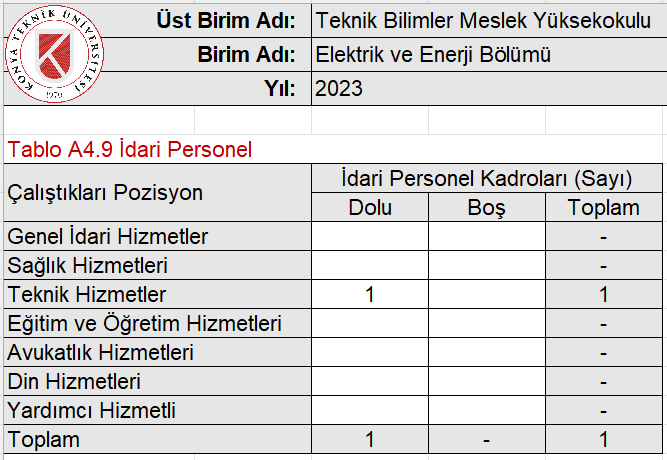 KONYA TEKNİK ÜNİVERSİTESİ
1970
Üst Birim Adı: Teknik Bilimler Meslek Yüksekokulu
Birim Adı: Elektrik ve Enerji Bölümü
Yıl: 2023
Tablo A4.9 İdari Personel
Çalıştıkları Pozisyon
İdari Personel Kadroları (Sayı)
Dolu Boş Toplam
Genel İdari Hizmetler -
Sağlık Hizmetleri -
Teknik Hizmetler 1 1
Eğitim ve Öğretim Hizmetleri -
Avukatlık Hizmetleri -
Din Hizmetleri -
Yardımcı Hizmetli -
Toplam 1 - 1